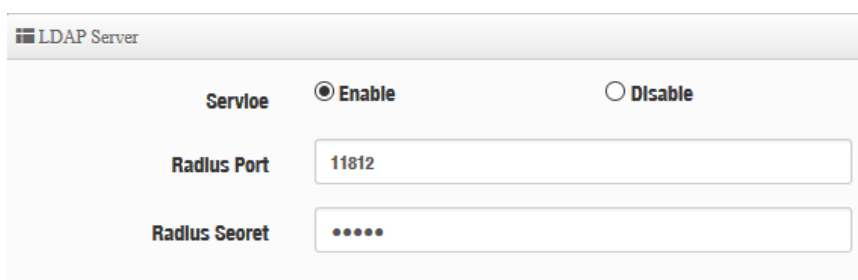 LDAP Server
Service Enable Disable
Radius Port 11812
Radius Secret •••••